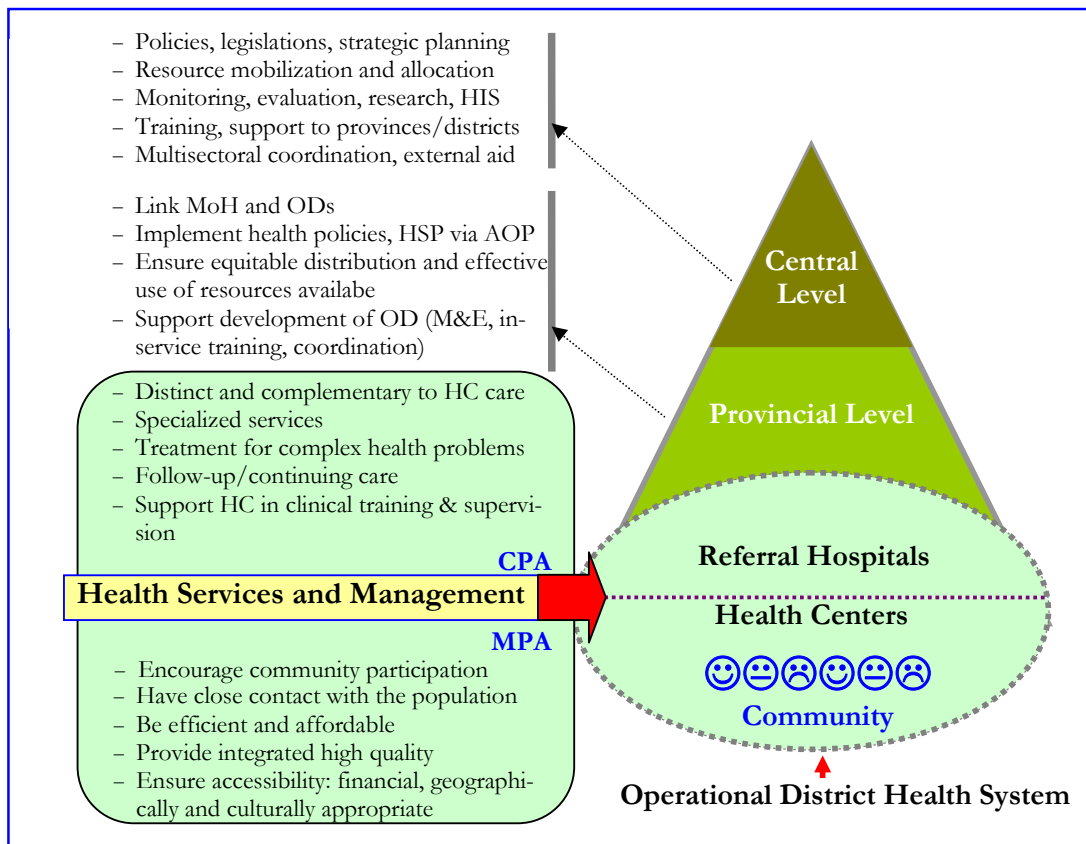 – Policies, legislations, strategic planning
– Resource mobilization and allocation
– Monitoring, evaluation, research, HIS
– Training, support to provinces/districts
– Multisectoral coordination, external aid
– Link MoH and ODs
– Implement health policies, HSP via AOP
– Ensure equitable distribution and effective
use of resources availabe
– Support development of OD (M&E, in-
service training, coordination)
– Distinct and complementary to HC care
– Specialized services
– Treatment for complex health problems
– Follow-up/continuing care
– Support HC in clinical training & supervi-
sion
CPA
Health Services and Management
MPA
– Encourage community participation
– Have close contact with the population
– Be efficient and affordable
– Provide integrated high quality
– Ensure accessibility: financial, geographi-
cally and culturally appropriate
Central
Level
Provincial Level
Referral Hospitals
Health Centers
Community
Operational District Health System